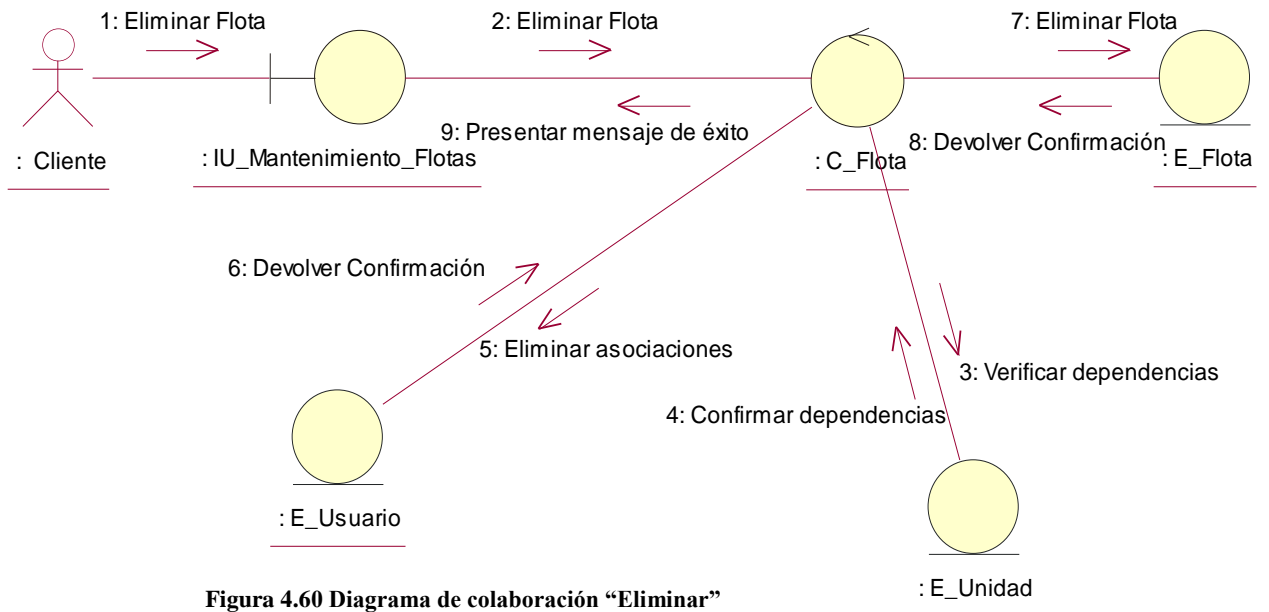 1: Eliminar Flota
2: Eliminar Flota
7: Eliminar Flota
9: Presentar mensaje de éxito
8: Devolver Confirmación
: Cliente
: IU_Mantenimiento_Flotas
: C_Flota
: E_Flota
6: Devolver Confirmación
5: Eliminar asociaciones
3: Verificar dependencias
4: Confirmar dependencias
: E_Usuario
: E_Unidad
Figura 4.60 Diagrama de colaboración “Eliminar”